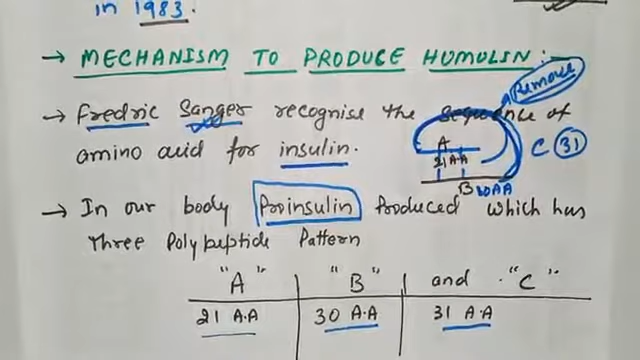 in 1983.
→ MECHANISM TO PRODUCE HUMULIN :-
Remove
→ Fredric Sanger recognise the sequence of
amino acid for insulin.
A
21 A.A
C (31)
B 30 AA
→ In our body Proinsulin Produced which has
three Polypeptide Pattern
"A" "B" and "C"
21 A.A 30 A.A 31 A.A